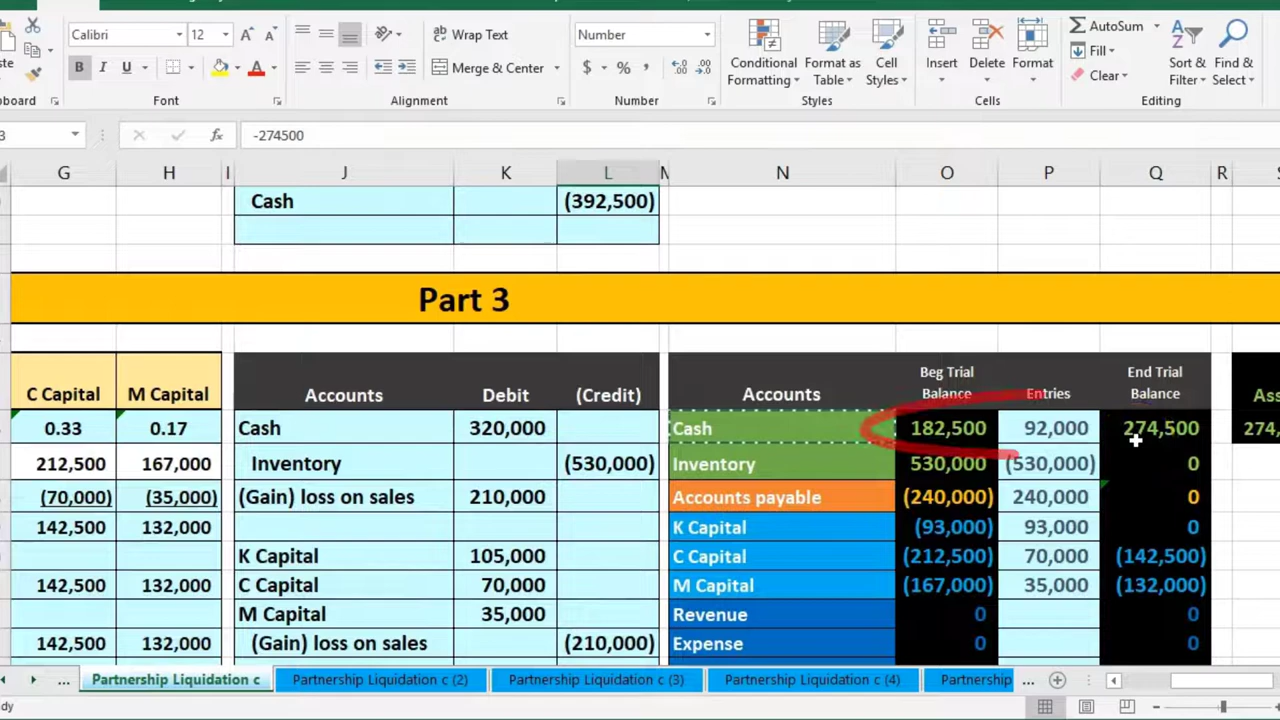 Calibri 12 Wrap Text Number AutoSum
B I U Merge & Center $ % Conditional Formatting Format as Table Cell Styles Insert Delete Format Fill Clear Sort & Filter Find & Select
Font Alignment Number Styles Cells Editing
3 fx -274500
G H I J K L M N O P Q R
Cash (392,500)
Part 3
C Capital M Capital Accounts Debit (Credit) Accounts Beg Trial Balance Entries End Trial Balance
0.33 0.17 Cash 320,000 Cash 182,500 92,000 274,500 274,
212,500 167,000 Inventory (530,000) Inventory 530,000 (530,000) 0
(70,000) (35,000) (Gain) loss on sales 210,000 Accounts payable (240,000) 240,000 0
142,500 132,000 K Capital (93,000) 93,000 0
K Capital 105,000 C Capital (212,500) 70,000 (142,500)
142,500 132,000 C Capital 70,000 M Capital (167,000) 35,000 (132,000)
M Capital 35,000 Revenue 0 0
142,500 132,000 (Gain) loss on sales (210,000) Expense 0 0
... Partnership Liquidation c Partnership Liquidation c (2) Partnership Liquidation c (3) Partnership Liquidation c (4) Partnership ...